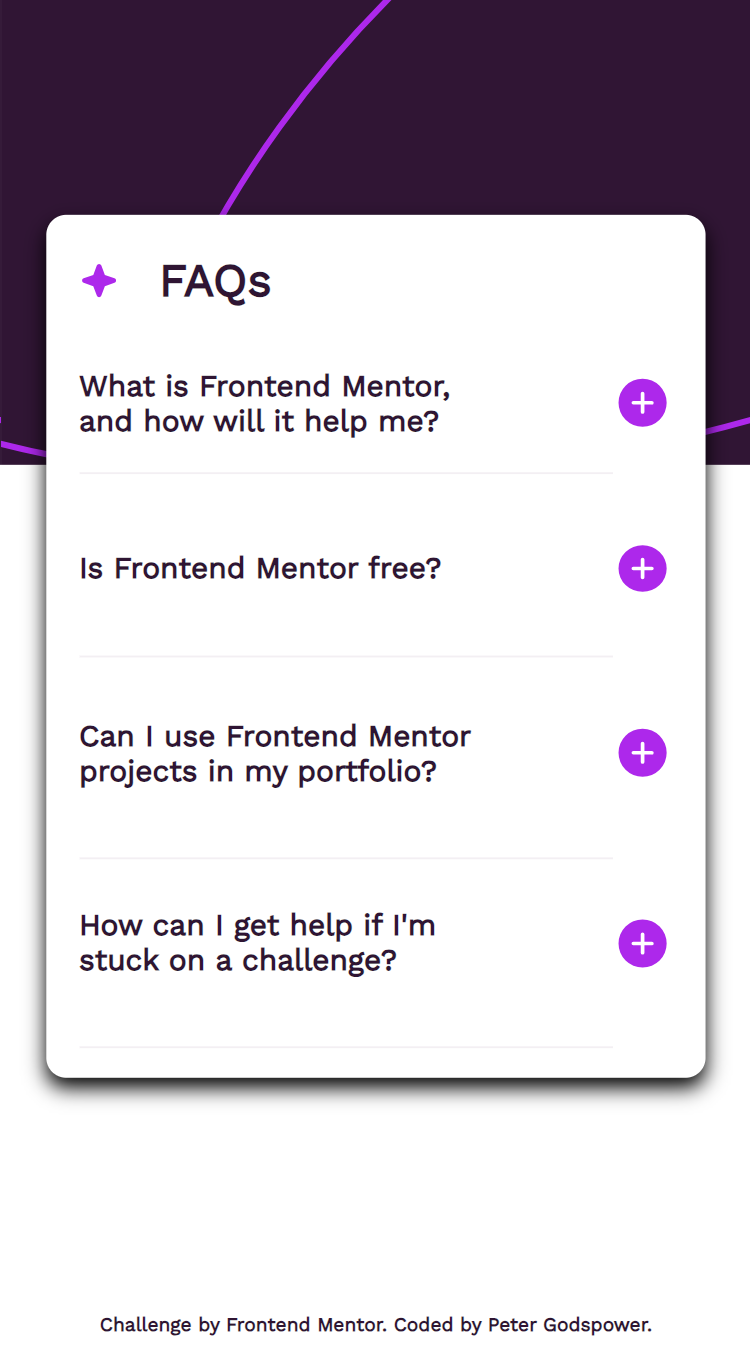 FAQs
What is Frontend Mentor,
and how will it help me?
Is Frontend Mentor free?
Can I use Frontend Mentor
projects in my portfolio?
How can I get help if I'm
stuck on a challenge?
Challenge by Frontend Mentor. Coded by Peter Godspower.